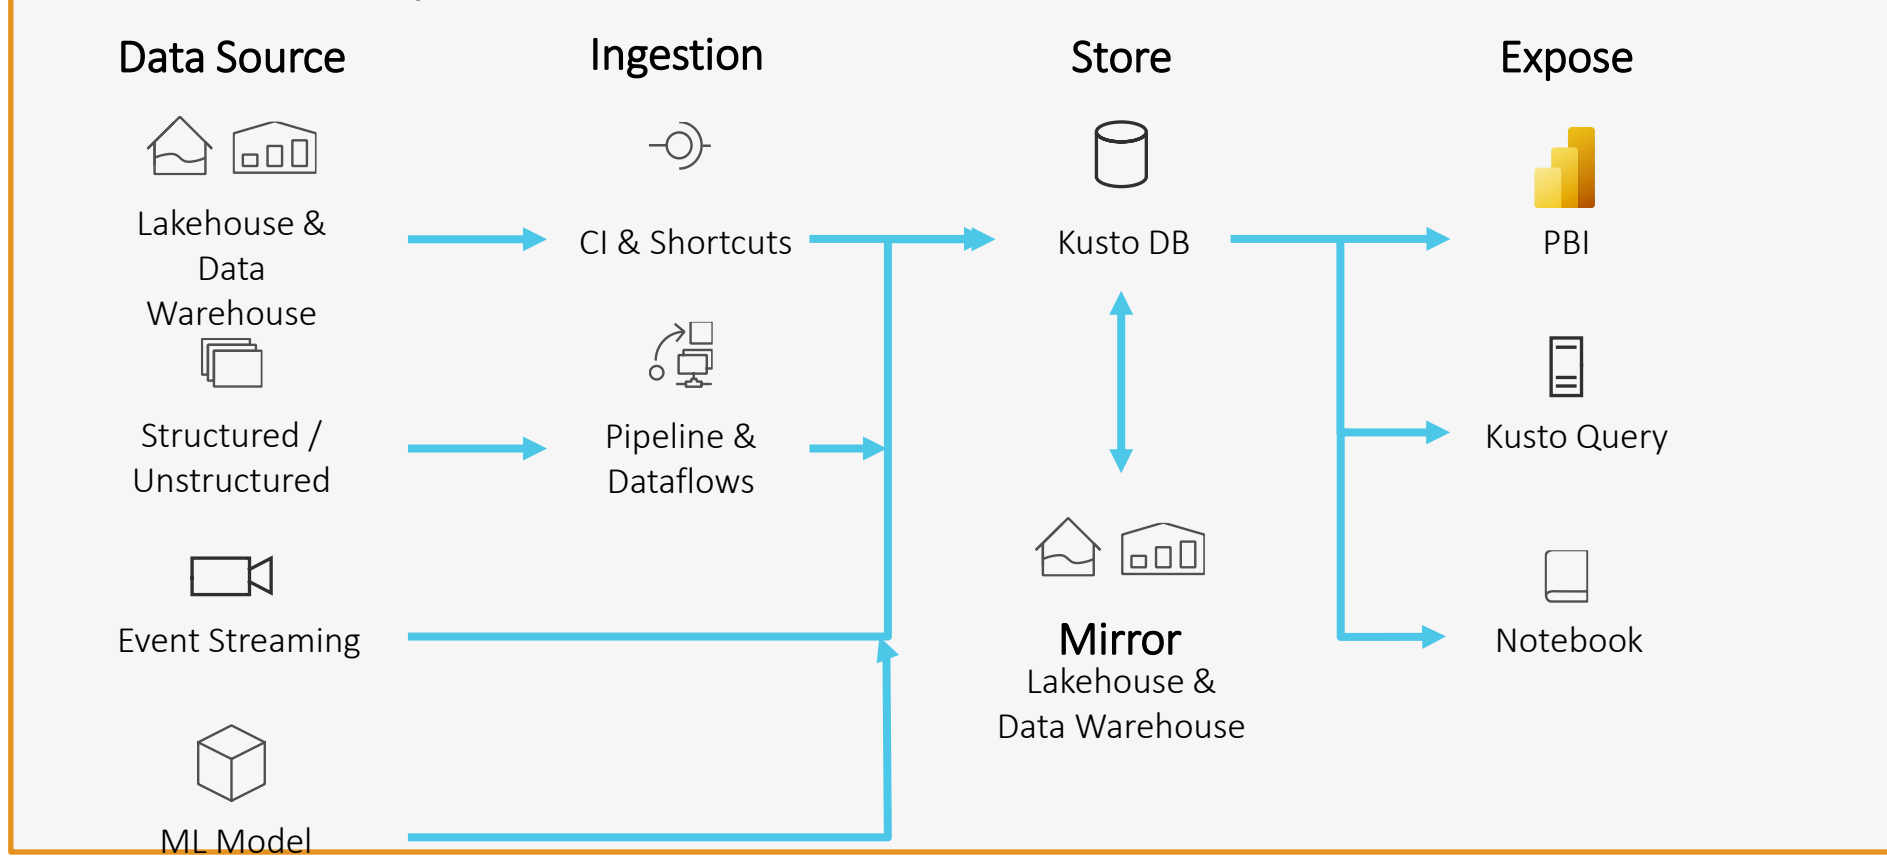 Data Source
Ingestion
Store
Expose
Lakehouse &
Data
Warehouse
CI & Shortcuts
Kusto DB
PBI
Structured /
Unstructured
Pipeline &
Dataflows
Kusto Query
Event Streaming
Mirror
Lakehouse &
Data Warehouse
Notebook
ML Model